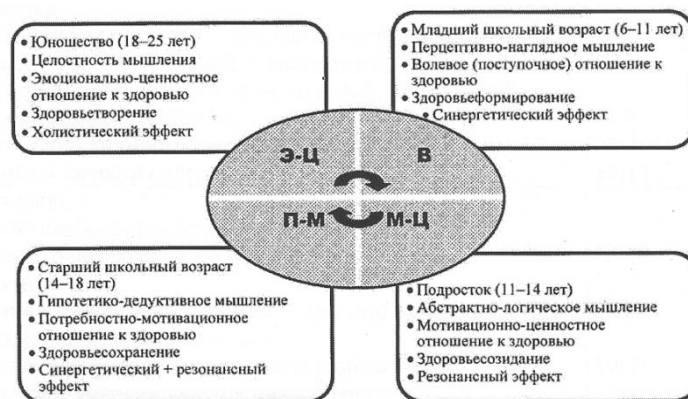 • Юношество (18–25 лет)
• Целостность мышления
• Эмоционально-ценностное
отношение к здоровью
• Здоровьетворение
• Холистический эффект
• Младший школьный возраст (6–11 лет)
• Перцептивно-наглядное мышление
• Волевое (поступочное) отношение к
здоровью
• Здоровьеформирование
• Синергетический эффект
Э-Ц
В
П-М
М-Ц
• Старший школьный возраст
(14–18 лет)
• Гипотетико-дедуктивное мышление
• Потребностно-мотивационное
отношение к здоровью
• Здоровьесохранение
• Синергетический + резонансный
эффект
• Подросток (11–14 лет)
• Абстрактно-логическое мышление
• Мотивационно-ценностное
отношение к здоровью
• Здоровьесозидание
• Резонансный эффект